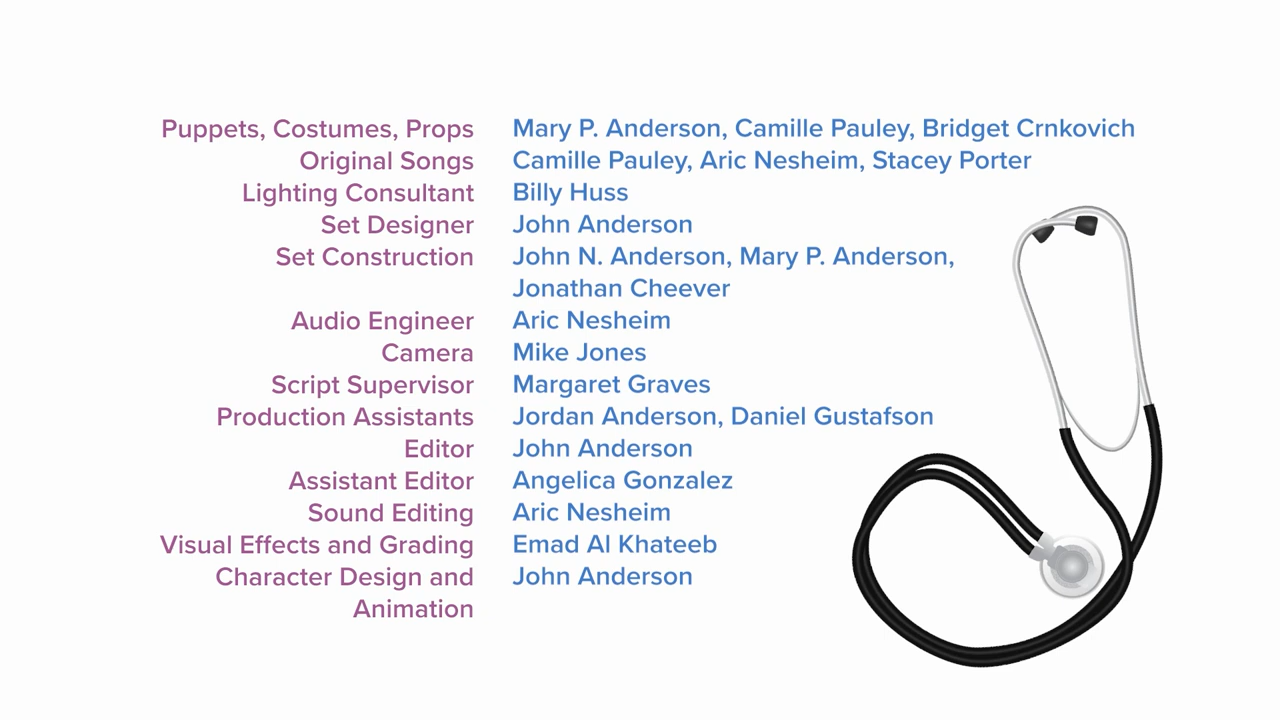 Puppets, Costumes, Props Mary P. Anderson, Camille Pauley, Bridget Crnkovich
Original Songs Camille Pauley, Aric Nesheim, Stacey Porter
Lighting Consultant Billy Huss
Set Designer John Anderson
Set Construction John N. Anderson, Mary P. Anderson,
Jonathan Cheever
Audio Engineer Aric Nesheim
Camera Mike Jones
Script Supervisor Margaret Graves
Production Assistants Jordan Anderson, Daniel Gustafson
Editor John Anderson
Assistant Editor Angelica Gonzalez
Sound Editing Aric Nesheim
Visual Effects and Grading Emad Al Khateeb
Character Design and John Anderson
Animation